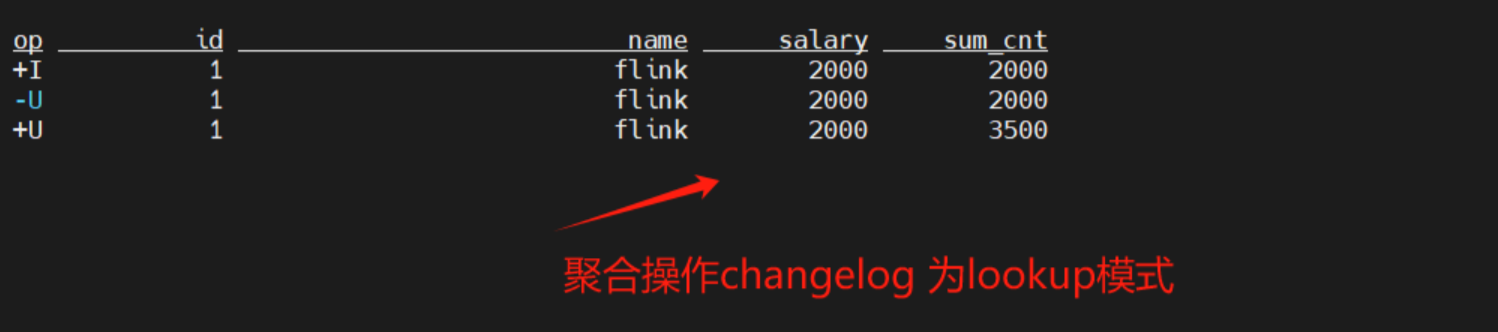 op id name salary sum_cnt
+I 1 flink 2000 2000
-U 1 flink 2000 2000
+U 1 flink 2000 3500
聚合操作changelog 为lookup模式